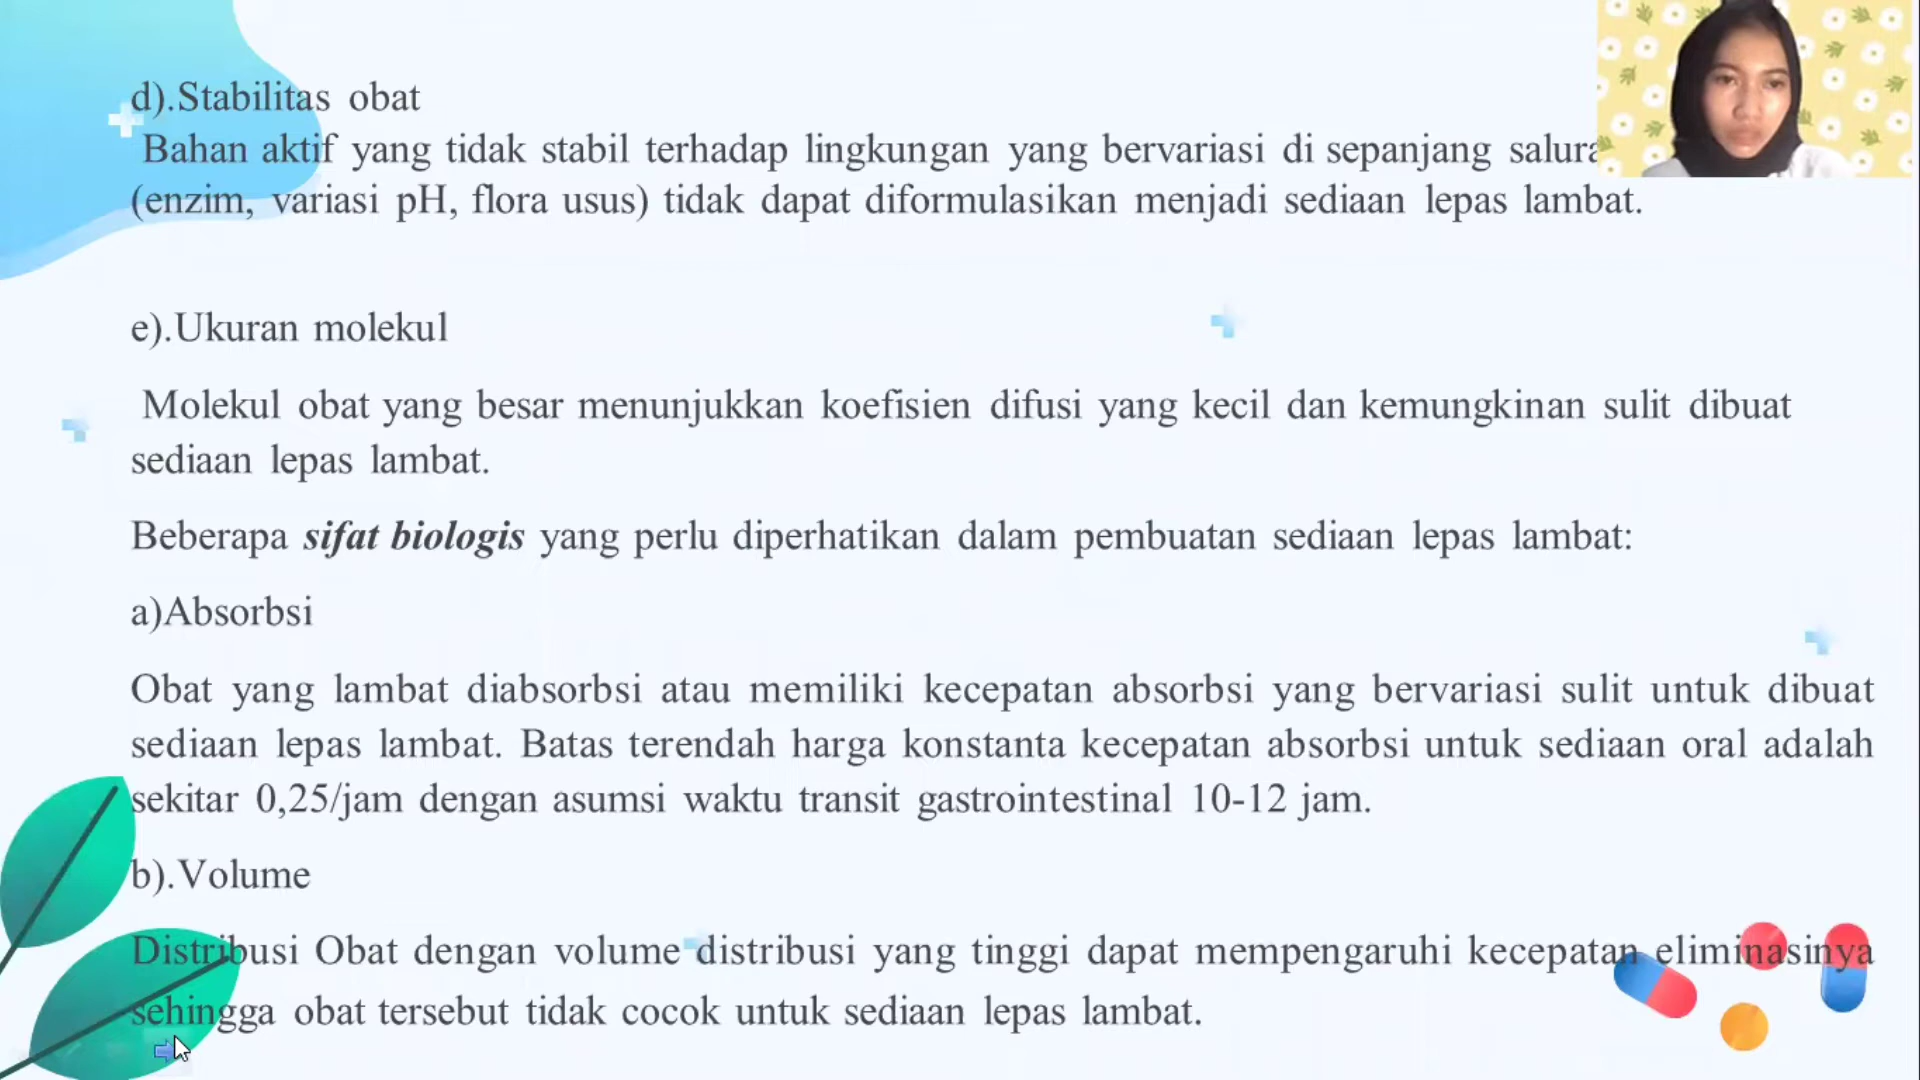 d).Stabilitas obat
Bahan aktif yang tidak stabil terhadap lingkungan yang bervariasi di sepanjang
(enzim, variasi pH, flora usus) tidak dapat diformulasikan menjadi sediaan lepas lambat.
e).Ukuran molekul
Molekul obat yang besar menunjukkan koefisien difusi yang kecil dan kemungkinan sulit dibuat
sediaan lepas lambat.
Beberapa sifat biologis yang perlu diperhatikan dalam pembuatan sediaan lepas lambat:
a)Absorbsi
Obat yang lambat diabsorbsi atau memiliki kecepatan absorbsi yang bervariasi sulit untuk dibuat
sediaan lepas lambat. Batas terendah harga konstanta kecepatan absorbsi untuk sediaan oral adalah
sekitar 0,25/jam dengan asumsi waktu transit gastrointestinal 10-12 jam.
b).Volume
Distribusi Obat dengan volume distribusi yang tinggi dapat mempengaruhi kecepatan eliminasinya
sehingga obat tersebut tidak cocok untuk sediaan lepas lambat.